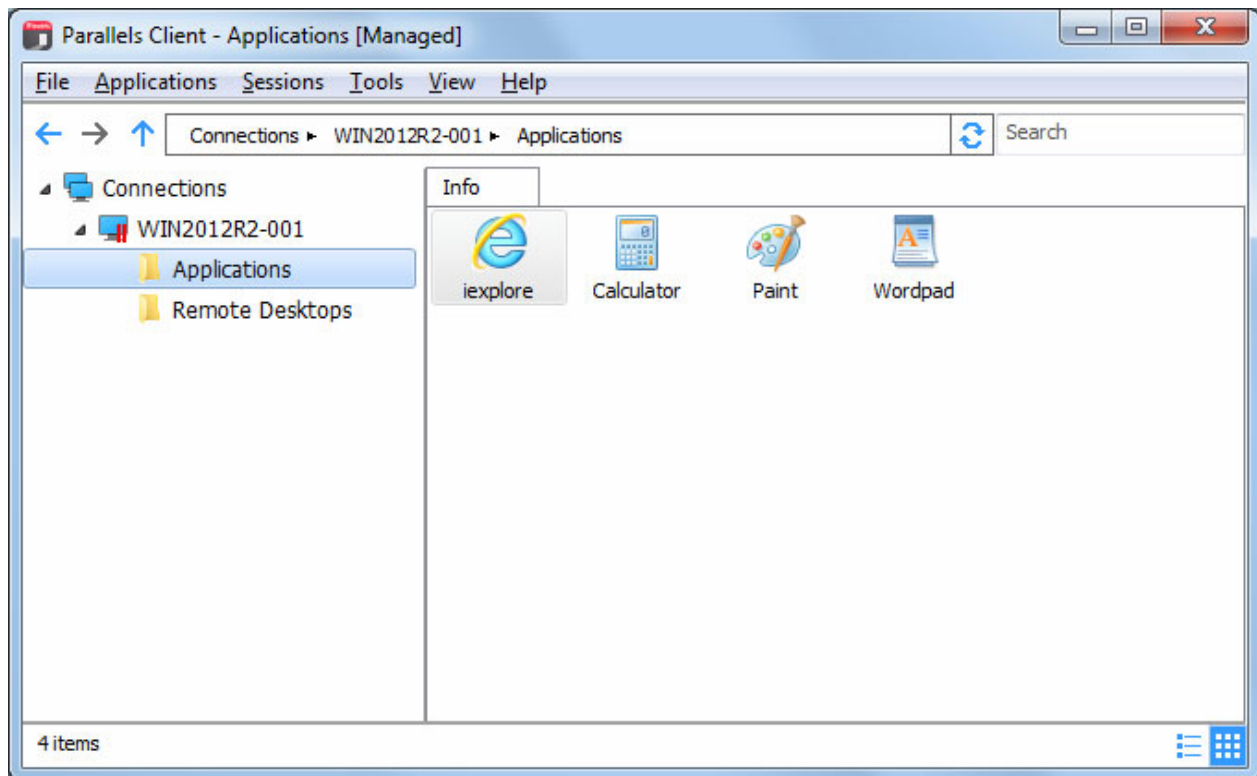 Parallels Client - Applications [Managed]
File Applications Sessions Tools View Help
Connections WIN2012R2-001 Applications Search
Connections
WIN2012R2-001
Applications
Remote Desktops
Info
iexplore Calculator Paint Wordpad
4 items